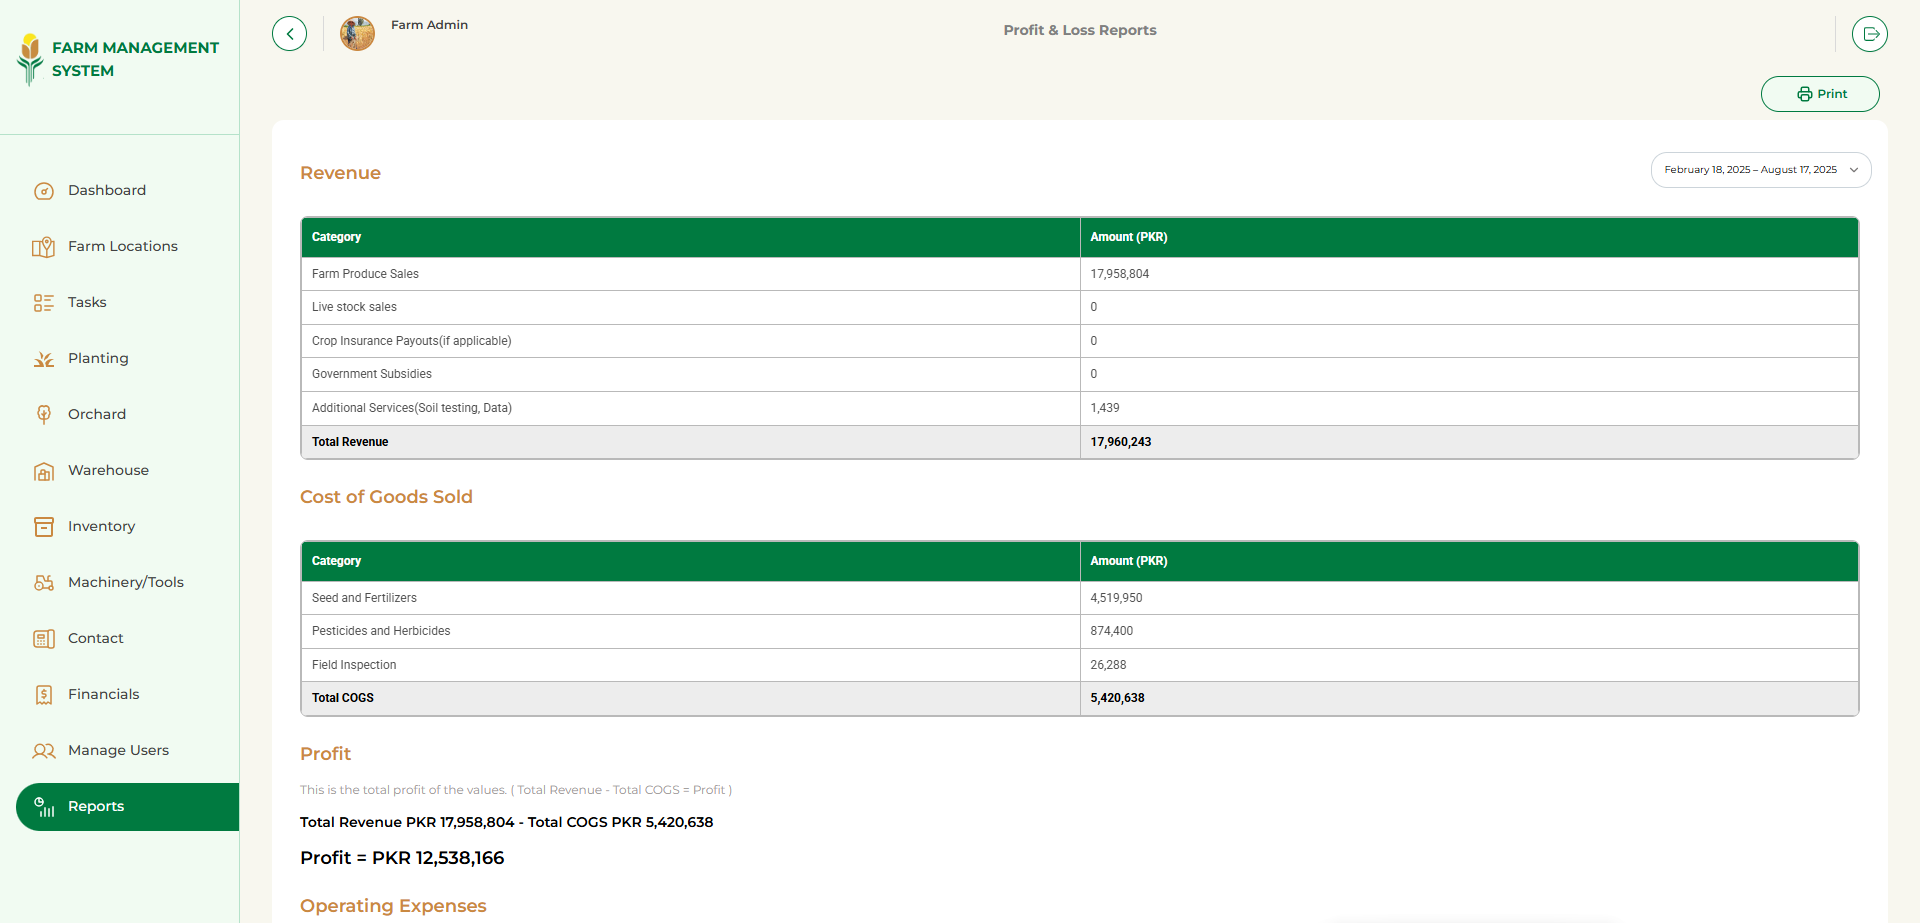 FARM MANAGEMENT
SYSTEM
Dashboard
Farm Locations
Tasks
Planting
Orchard
Warehouse
Inventory
Machinery/Tools
Contact
Financials
Manage Users
Reports
Farm Admin
Profit & Loss Reports
Print
Revenue
February 18, 2025 – August 17, 2025
Category Amount (PKR)
Farm Produce Sales 17,958,804
Live stock sales 0
Crop Insurance Payouts(if applicable) 0
Government Subsidies 0
Additional Services(Soil testing, Data) 1,439
Total Revenue 17,960,243
Cost of Goods Sold
Category Amount (PKR)
Seed and Fertilizers 4,519,950
Pesticides and Herbicides 874,400
Field Inspection 26,288
Total COGS 5,420,638
Profit
This is the total profit of the values. ( Total Revenue - Total COGS = Profit )
Total Revenue PKR 17,958,804 - Total COGS PKR 5,420,638
Profit = PKR 12,538,166
Operating Expenses